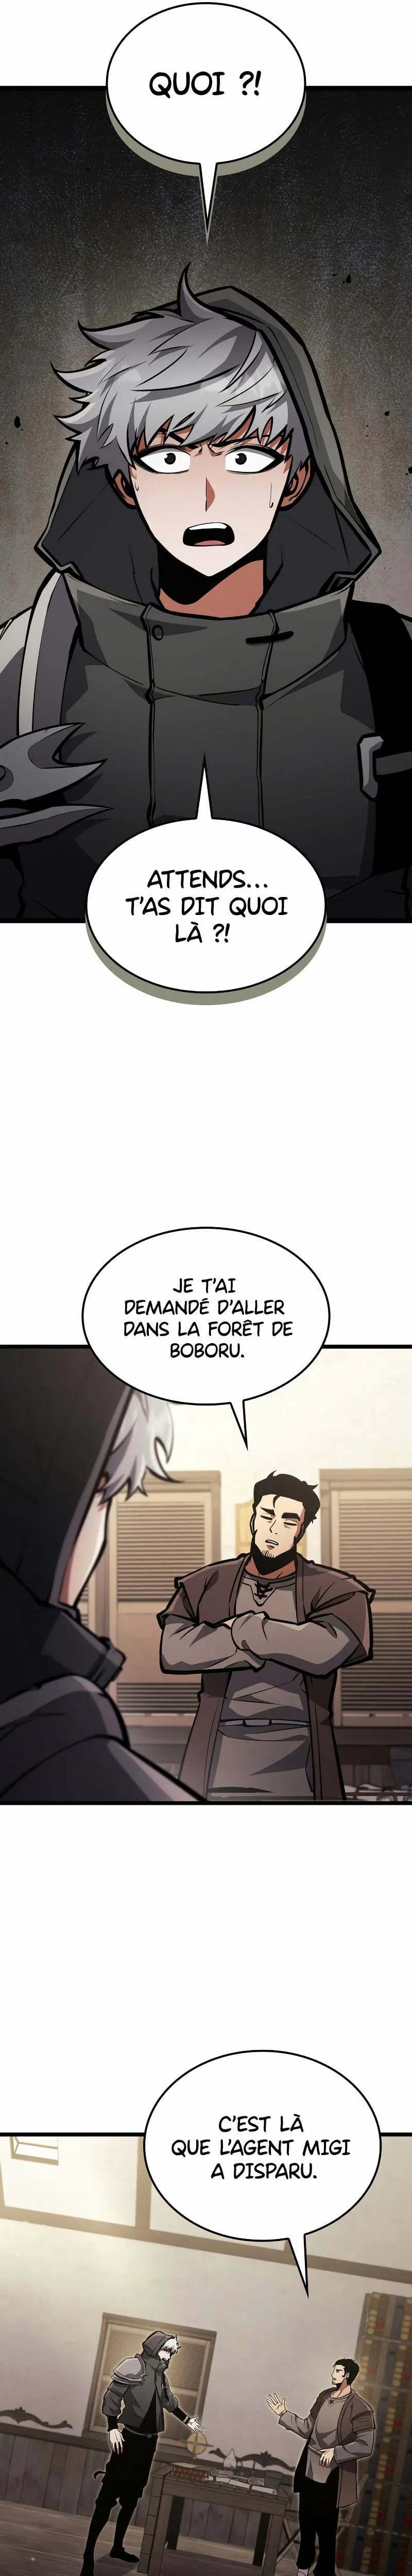 QUOI ?!
ATTENDS...
T'AS DIT QUOI
LÀ ?!
JE T'AI
DEMANDÉ D'ALLER
DANS LA FORÊT DE
BOBORU.
C'EST LÀ
QUE L'AGENT MIGI
A DISPARU.